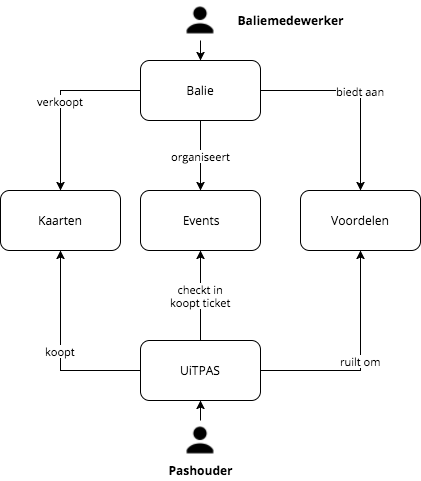 Baliemedewerker
Balie
verkoopt
biedt aan
organiseert
Kaarten
Events
Voordelen
checkt in
koopt ticket
koopt
ruilt om
UiTPAS
Pashouder